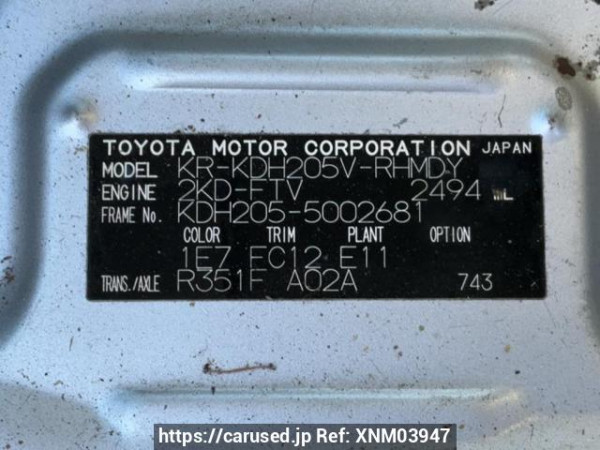 TOYOTA MOTOR CORPORATION JAPAN
MODEL KR-KDH205V-RHMDY
ENGINE 2KD-FTV 2494 ML
FRAME No. KDH205-5002681
COLOR TRIM PLANT OPTION
1E7 FC12 E11
TRANS./AXLE R351F A02A 743
https://carused.jp Ref: XNM03947